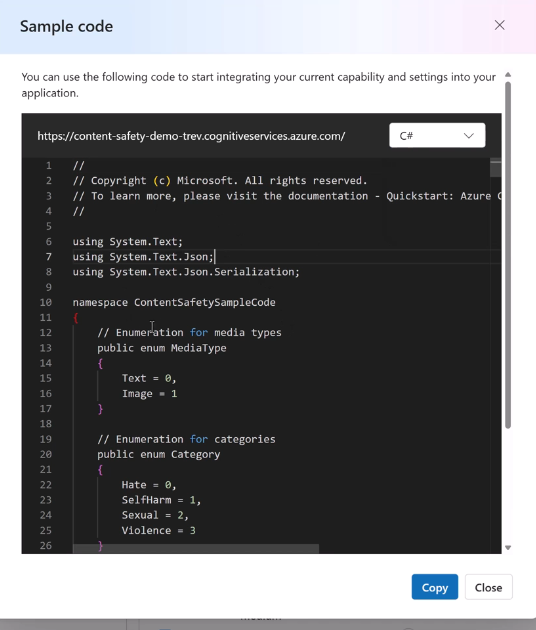 Sample code
You can use the following code to start integrating your current capability and settings into your
application.
https://content-safety-demo-trev.cognitiveservices.azure.com/
C#
1 //
2 // Copyright (c) Microsoft. All rights reserved.
3 // To learn more, please visit the documentation - Quickstart: Azure C
4 //
5
6 using System.Text;
7 using System.Text.Json;
8 using System.Text.Json.Serialization;
9
10 namespace ContentSafetySampleCode
11 {
12 // Enumeration for media types
13 public enum MediaType
14 {
15 Text = 0,
16 Image = 1
17 }
18
19 // Enumeration for categories
20 public enum Category
21 {
22 Hate = 0,
23 SelfHarm = 1,
24 Sexual = 2,
25 Violence = 3
26 }
Copy
Close